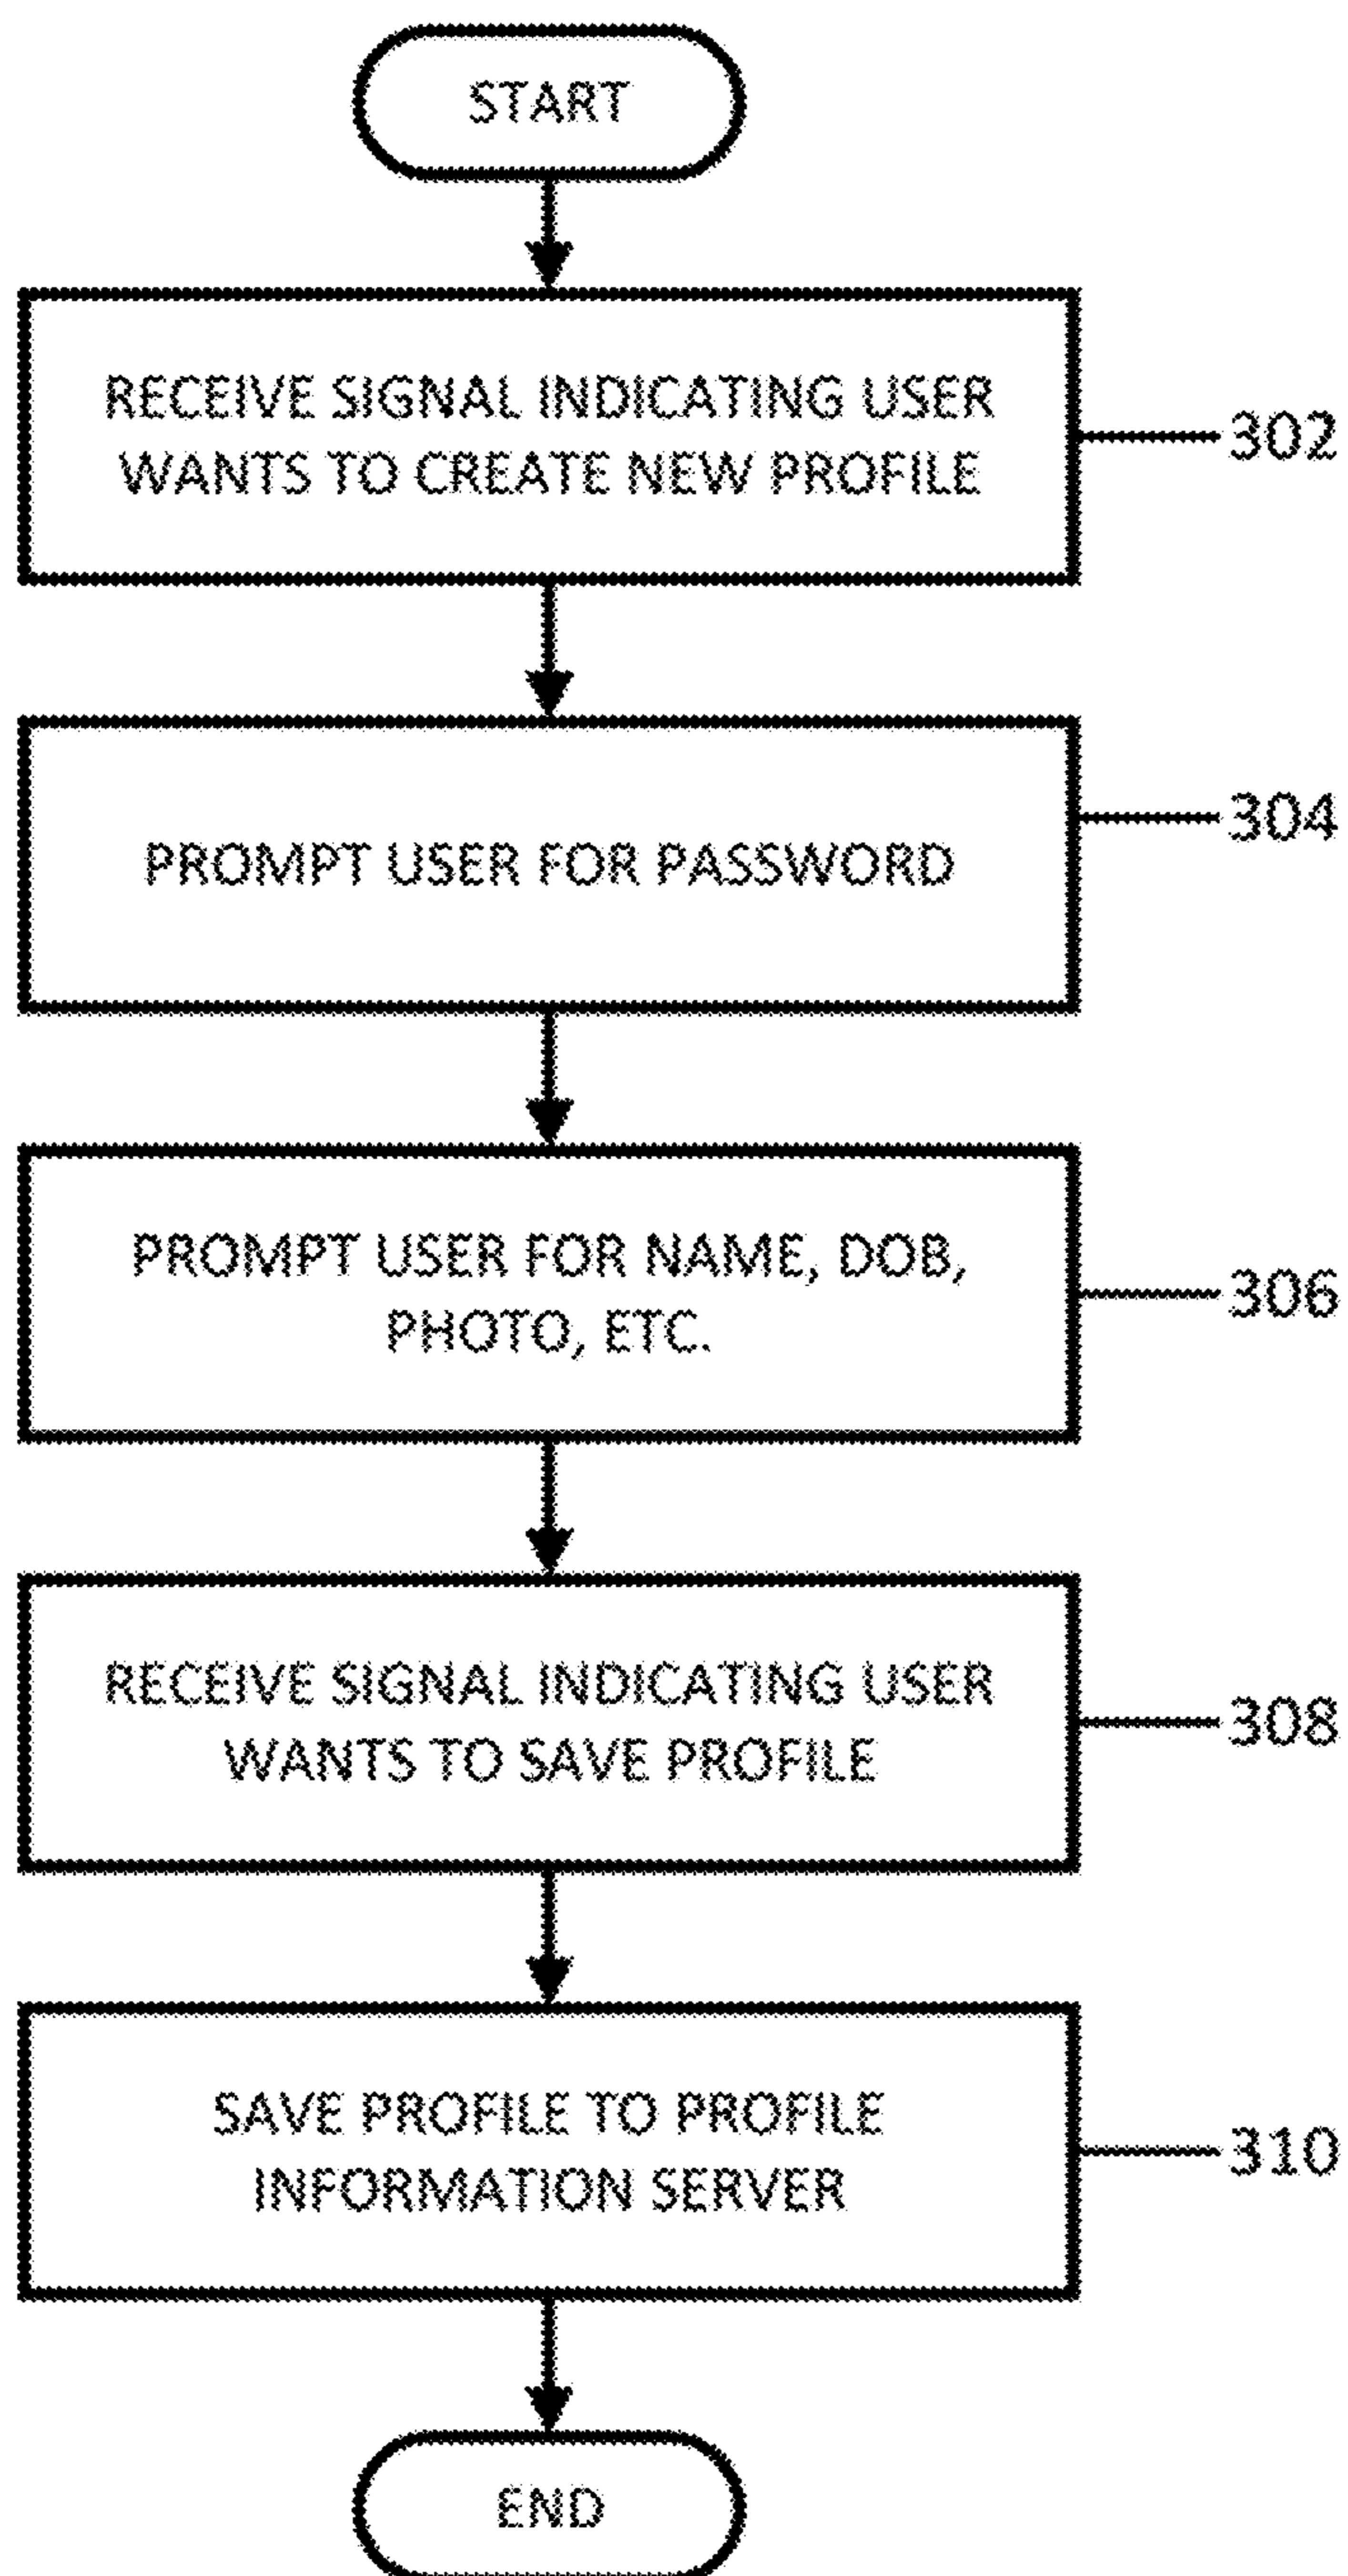 START
RECEIVE SIGNAL INDICATING USER
WANTS TO CREATE NEW PROFILE
302
PROMPT USER FOR PASSWORD
304
PROMPT USER FOR NAME, DOB,
PHOTO, ETC.
306
RECEIVE SIGNAL INDICATING USER
WANTS TO SAVE PROFILE
308
SAVE PROFILE TO PROFILE
INFORMATION SERVER
310
END